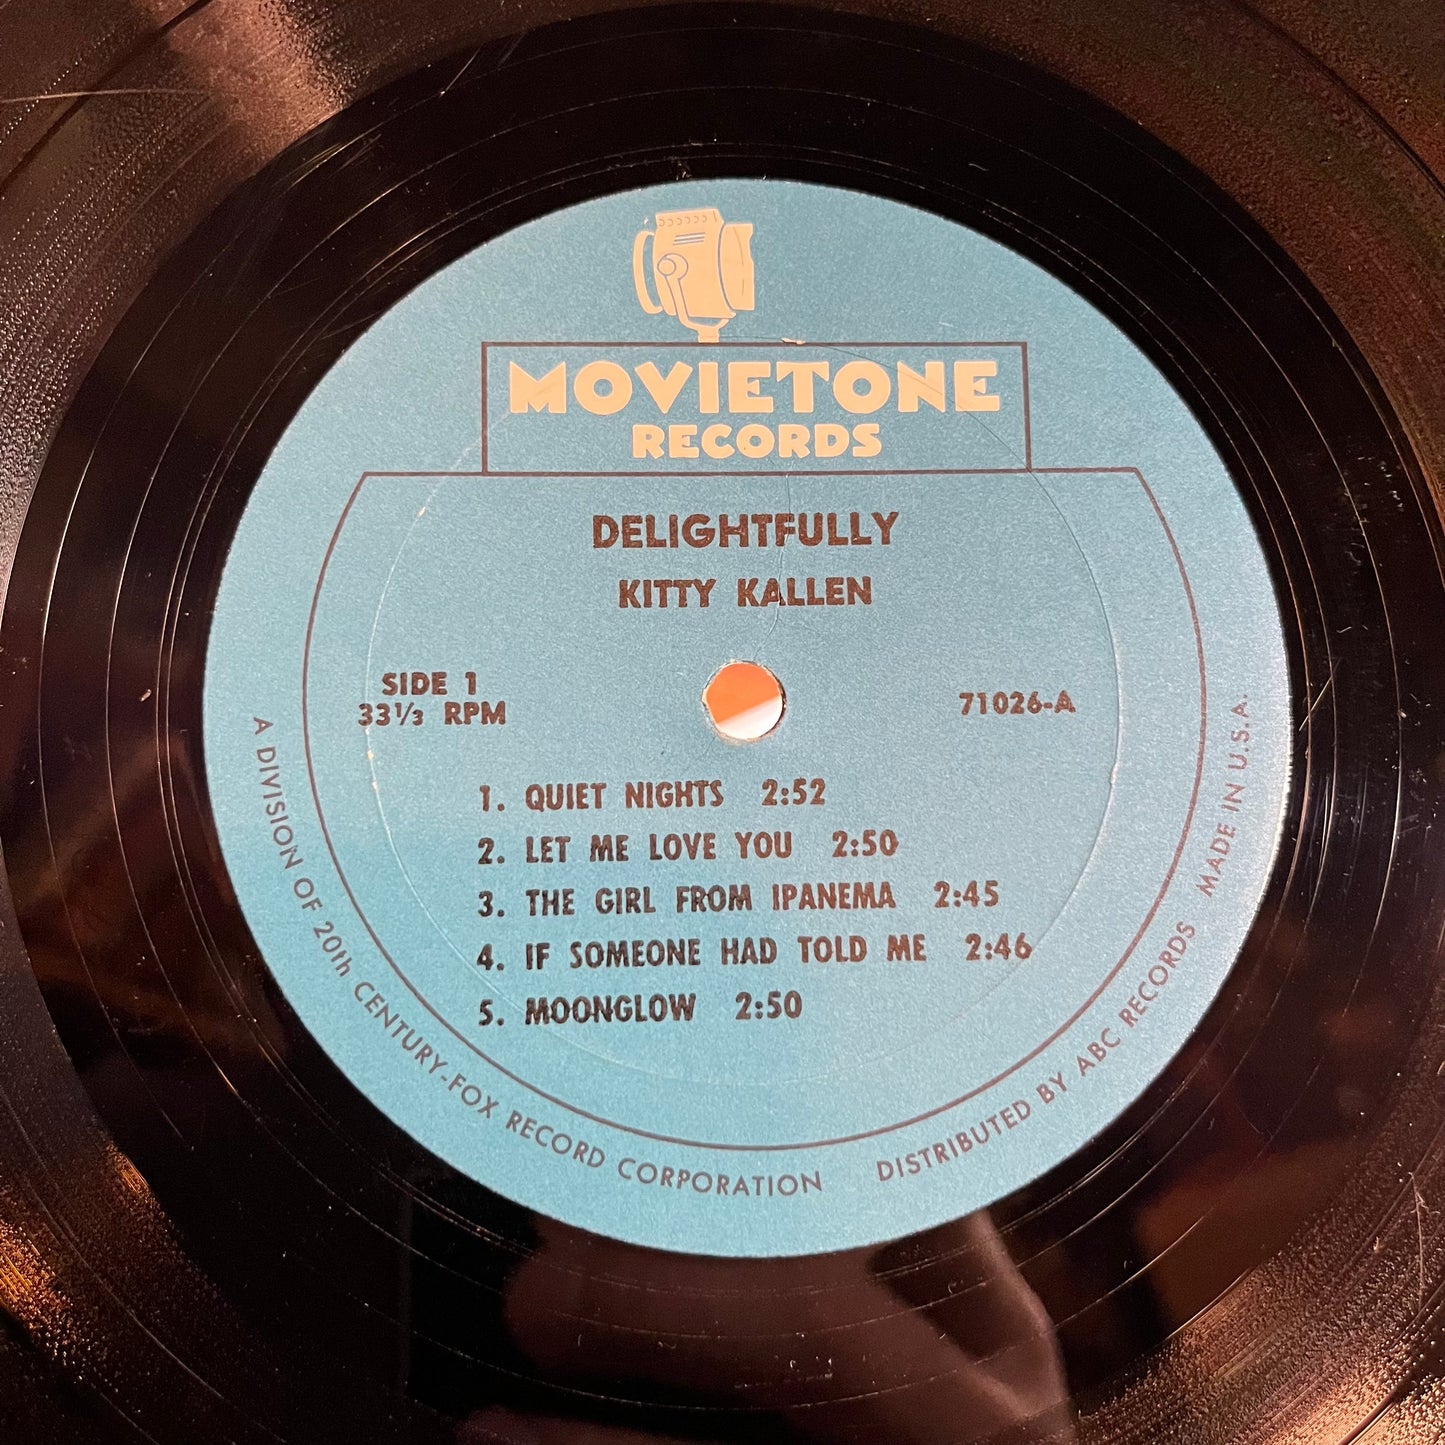 MOVIETONE
RECORDS
DELIGHTFULLY
KITTY KALLEN
SIDE 1
33⅓ RPM
71026-A
1. QUIET NIGHTS 2:52
2. LET ME LOVE YOU 2:50
3. THE GIRL FROM IPANEMA 2:45
4. IF SOMEONE HAD TOLD ME 2:46
5. MOONGLOW 2:50
A DIVISION OF 20th CENTURY-FOX RECORD CORPORATION DISTRIBUTED BY ABC RECORDS MADE IN U.S.A.